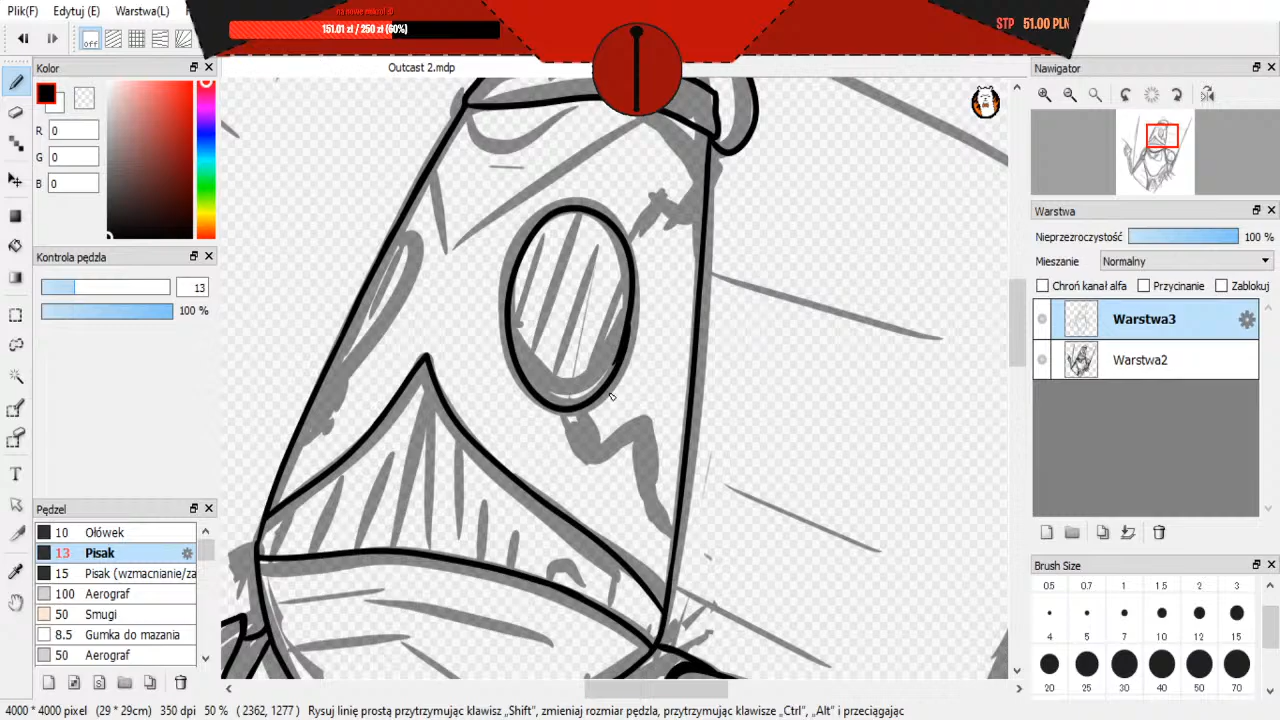 Plik(F) Edytuj (E) Warstwa(L)
na nowe mikro! :D
151.01 zł / 250 zł (60%)
STP 51.00 PLN
OFF
Kolor
Outcast 2.mdp
Nawigator
R 0
G 0
B 0
Kontrola pędzla
13
100 %
Warstwa
Nieprzezroczystość 100 %
Mieszanie Normalny
Chroń kanał alfa Przycinanie Zablokuj
Warstwa3
Warstwa2
T
Pędzel
10 Ołówek
13 Pisak
15 Pisak (wzmacnianie/za
100 Aerograf
50 Smugi
8.5 Gumka do mazania
50 Aerograf
Brush Size
0.5 0.7 1 1.5 2 3
4 5 7 10 12 15
20 25 30 40 50 70
4000 * 4000 pixel (29 * 29cm) 350 dpi 50 % ( 2362, 1277 ) Rysuj linię prostą przytrzymując klawisz „Shift”, zmieniaj rozmiar pędzla, przytrzymując klawisze „Ctrl”, „Alt” i przeciągając